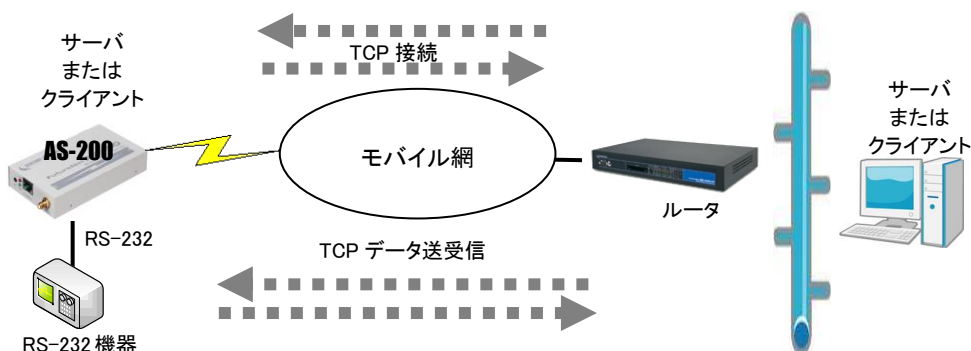 サーバ
または
クライアント
AS-200
RS-232
RS-232 機器
TCP 接続
モバイル網
TCP データ送受信
ルータ
サーバ
または
クライアント